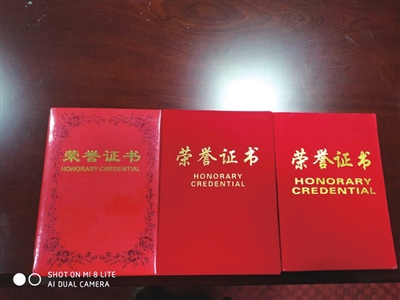 荣誉证书
HONORARY CREDENTIAL
荣誉证书
HONORARY
CREDENTIAL
荣誉证书
HONORARY
CREDENTIAL
SHOT ON MI 8 LITE
AI DUAL CAMERA